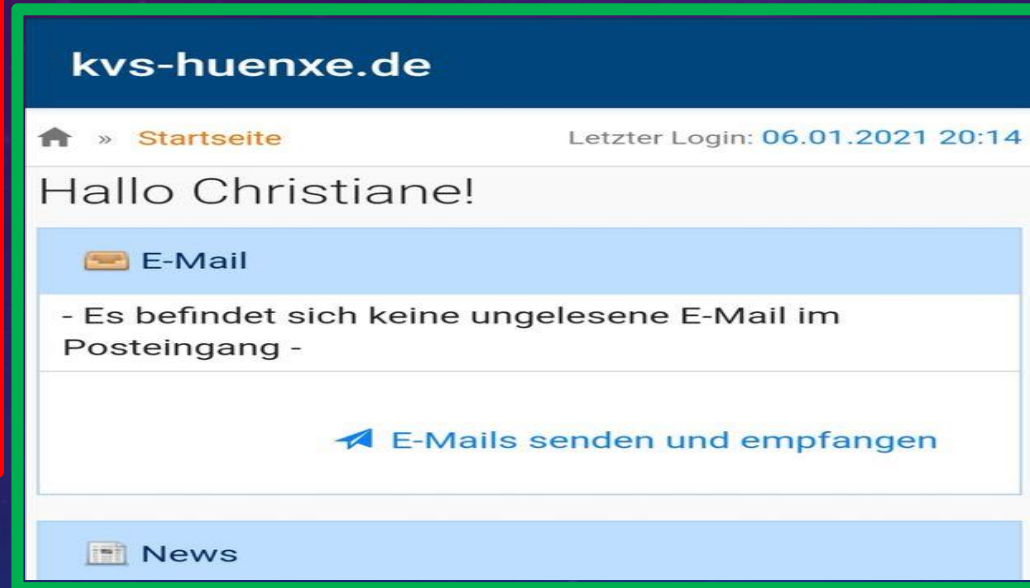 kvs-huenxe.de
» Startseite Letzter Login: 06.01.2021 20:14
Hallo Christiane!
E-Mail
- Es befindet sich keine ungelesene E-Mail im
Posteingang -
E-Mails senden und empfangen
News